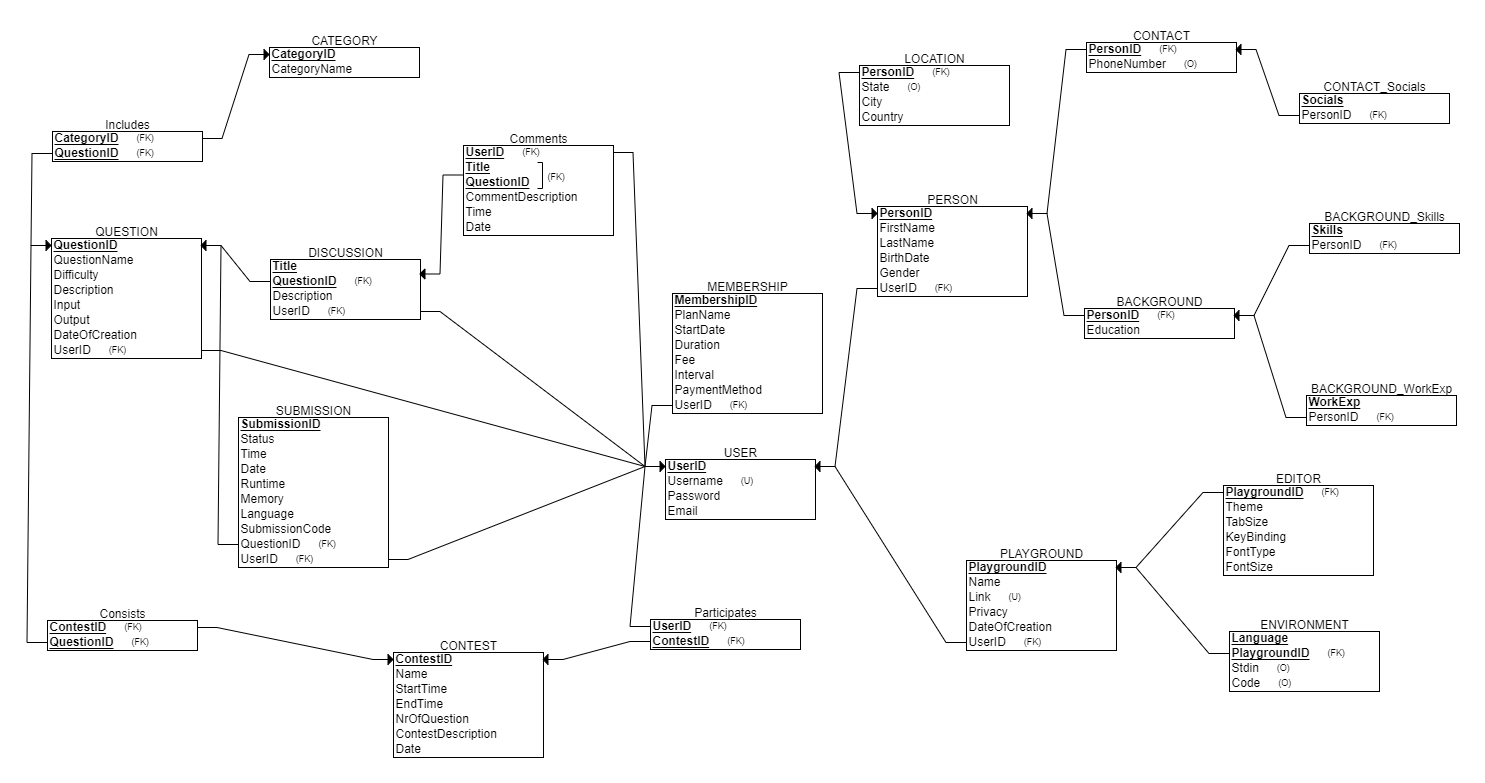 CATEGORY
CategoryID
CategoryName
Includes
CategoryID (FK)
QuestionID (FK)
QUESTION
QuestionID
QuestionName
Difficulty
Description
Input
Output
DateOfCreation
UserID (FK)
DISCUSSION
Title
QuestionID (FK)
Description
UserID (FK)
Comments
UserID (FK)
Title
QuestionID (FK)
CommentDescription
Time
Date
SUBMISSION
SubmissionID
Status
Time
Date
Runtime
Memory
Language
SubmissionCode
QuestionID (FK)
UserID (FK)
Consists
ContestID (FK)
QuestionID (FK)
CONTEST
ContestID
Name
StartTime
EndTime
NrOfQuestion
ContestDescription
Date
Participates
UserID (FK)
ContestID (FK)
MEMBERSHIP
MembershipID
PlanName
StartDate
Duration
Fee
Interval
PaymentMethod
UserID (FK)
USER
UserID
Username (U)
Password
Email
LOCATION
PersonID (FK)
State (O)
City
Country
PERSON
PersonID
FirstName
LastName
BirthDate
Gender
UserID (FK)
CONTACT
PersonID (FK)
PhoneNumber (O)
CONTACT_Socials
Socials
PersonID (FK)
BACKGROUND
PersonID (FK)
Education
BACKGROUND_Skills
Skills
PersonID (FK)
BACKGROUND_WorkExp
WorkExp
PersonID (FK)
PLAYGROUND
PlaygroundID
Name
Link (U)
Privacy
DateOfCreation
UserID (FK)
EDITOR
PlaygroundID (FK)
Theme
TabSize
KeyBinding
FontType
FontSize
ENVIRONMENT
Language
PlaygroundID (FK)
Stdin (O)
Code (O)